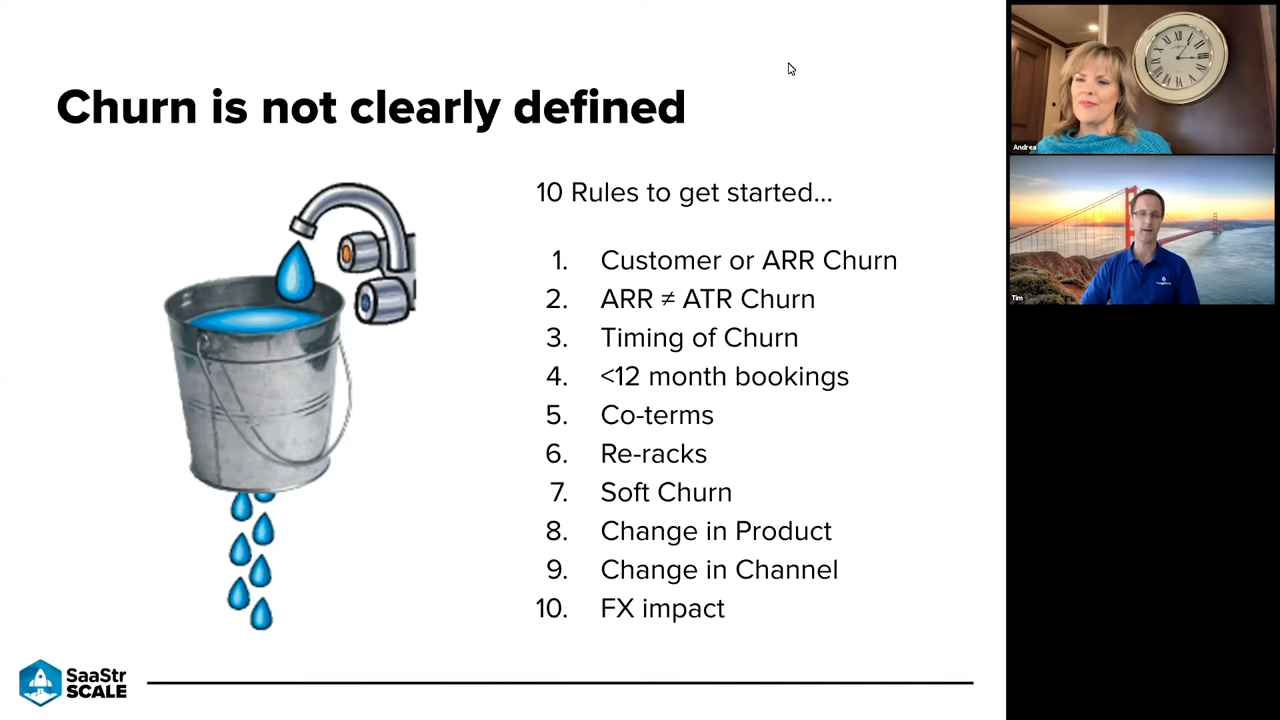 Churn is not clearly defined
10 Rules to get started...
1. Customer or ARR Churn
2. ARR ≠ ATR Churn
3. Timing of Churn
4. <12 month bookings
5. Co-terms
6. Re-racks
7. Soft Churn
8. Change in Product
9. Change in Channel
10. FX impact
SaaStr
SCALE
Andrea
Tim